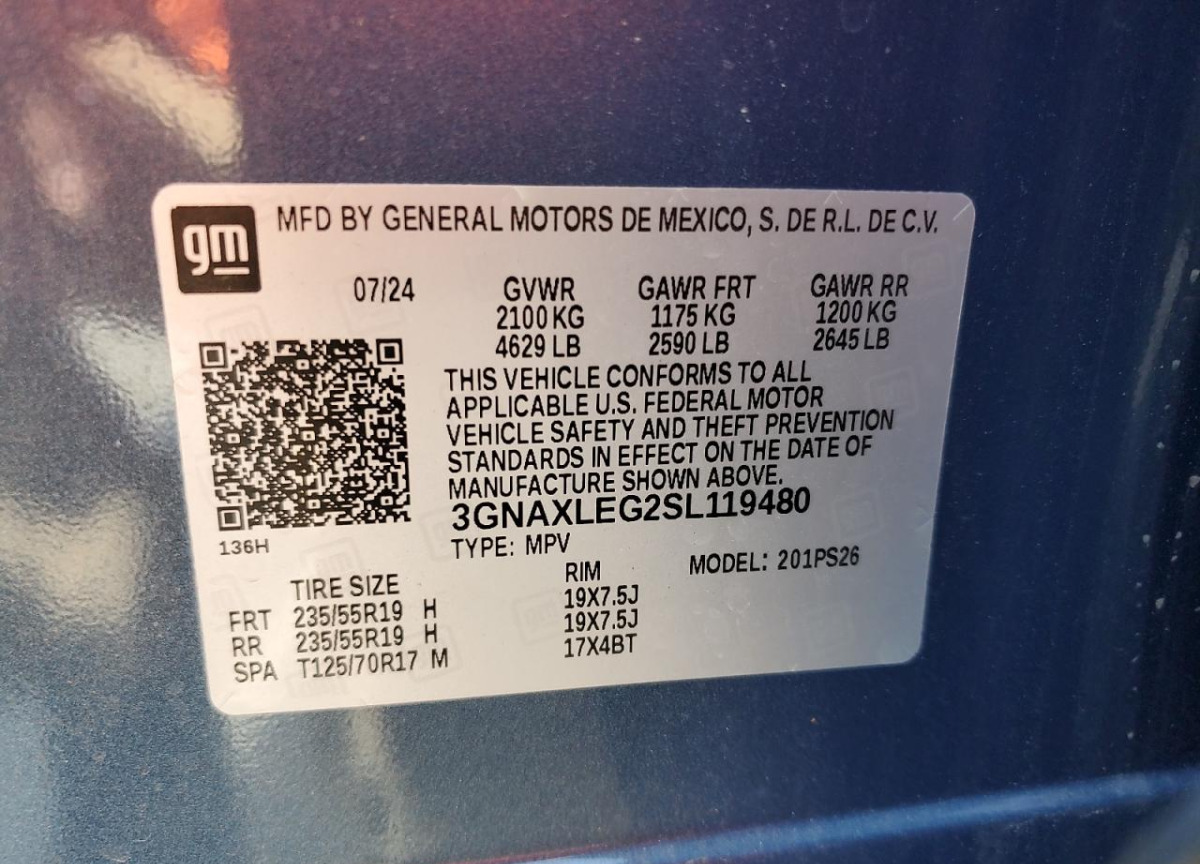 gm
MFD BY GENERAL MOTORS DE MEXICO, S. DE R.L. DE C.V.
07/24 GVWR GAWR FRT GAWR RR
2100 KG 1175 KG 1200 KG
4629 LB 2590 LB 2645 LB
THIS VEHICLE CONFORMS TO ALL
APPLICABLE U.S. FEDERAL MOTOR
VEHICLE SAFETY AND THEFT PREVENTION
STANDARDS IN EFFECT ON THE DATE OF
MANUFACTURE SHOWN ABOVE.
3GNAXLEG2SL119480
136H
TYPE: MPV MODEL: 201PS26
TIRE SIZE RIM
FRT 235/55R19 H 19X7.5J
RR 235/55R19 H 19X7.5J
SPA T125/70R17 M 17X4BT